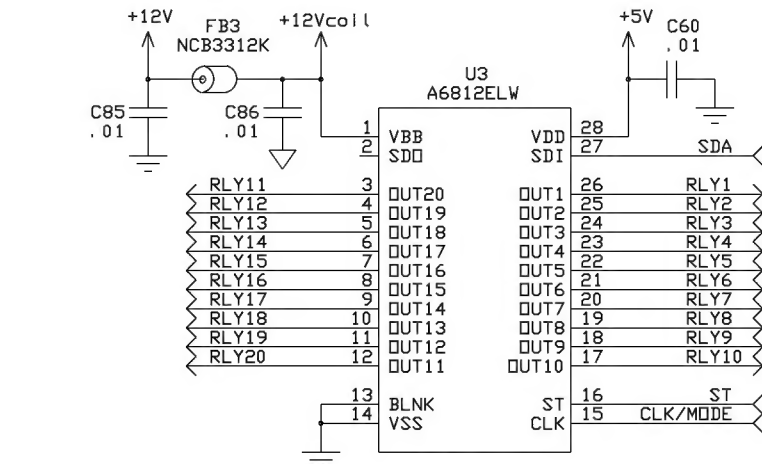 +12V
FB3
NCB3312K
+12Vcoil
+5V
C60
.01
C85
.01
C86
.01
U3
A6812ELW
1 VBB VDD 28
2 SDO SDI 27 SDA
RLY11 3 OUT20 OUT1 26 RLY1
RLY12 4 OUT19 OUT2 25 RLY2
RLY13 5 OUT18 OUT3 24 RLY3
RLY14 6 OUT17 OUT4 23 RLY4
RLY15 7 OUT16 OUT5 22 RLY5
RLY16 8 OUT15 OUT6 21 RLY6
RLY17 9 OUT14 OUT7 20 RLY7
RLY18 10 OUT13 OUT8 19 RLY8
RLY19 11 OUT12 OUT9 18 RLY9
RLY20 12 OUT11 OUT10 17 RLY10
13 BLNK ST 16 ST
14 VSS CLK 15 CLK/MODE